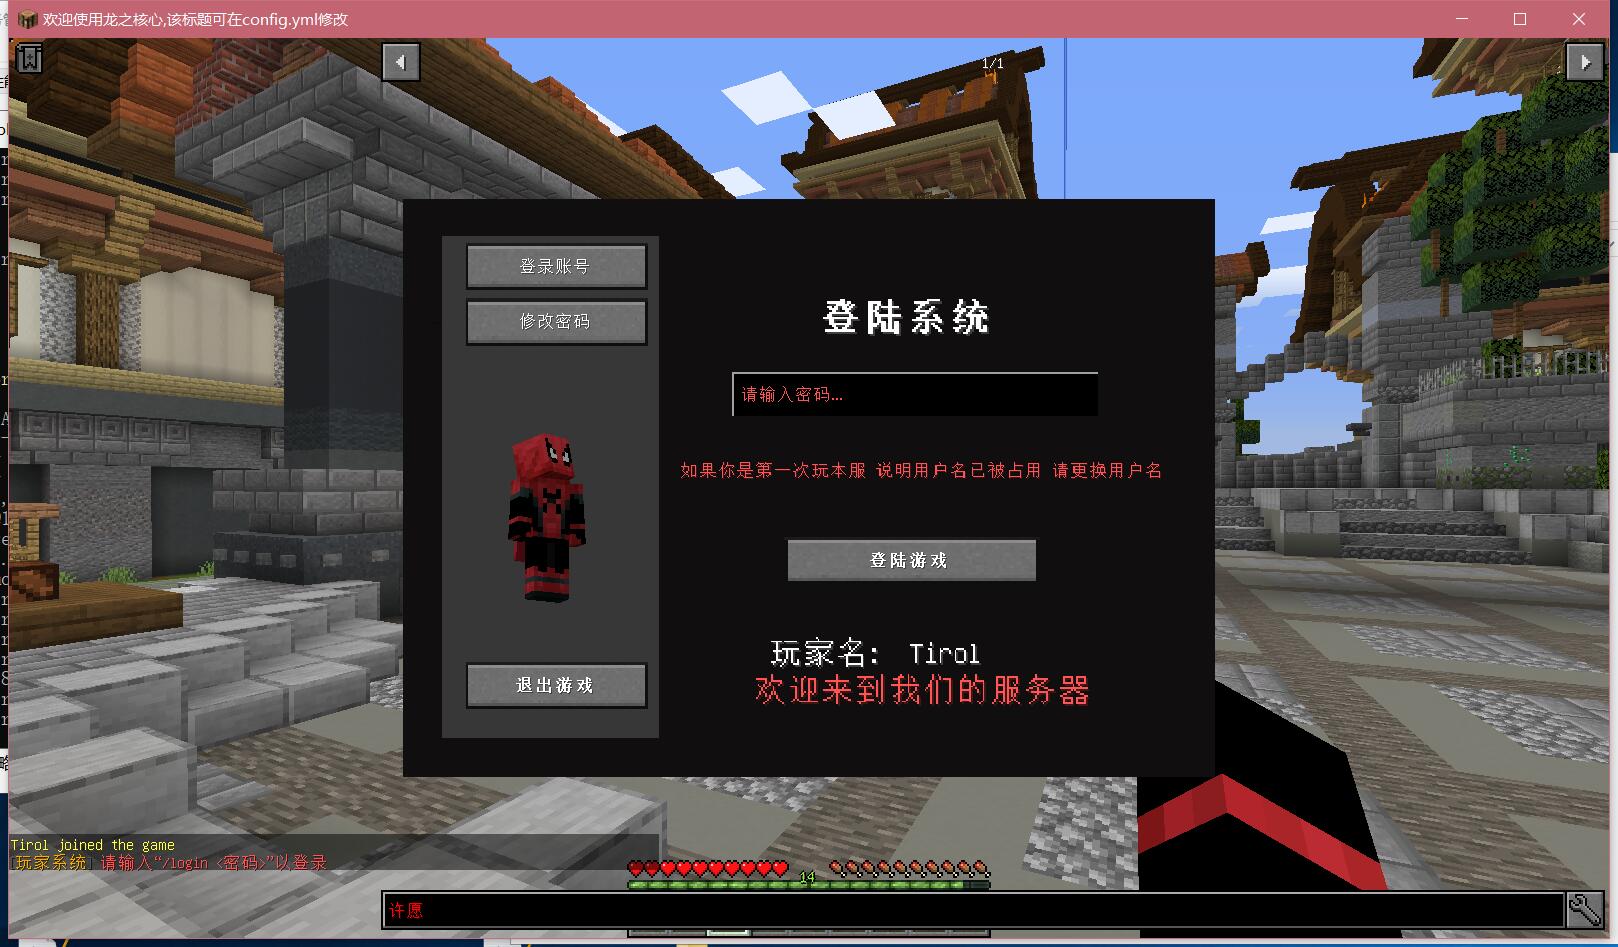 欢迎使用龙之核心,该标题可在config.yml修改
1/1
登录账号
修改密码
登陆系统
请输入密码...
如果你是第一次玩本服 说明用户名已被占用 请更换用户名
登陆游戏
玩家名: Tirol
欢迎来到我们的服务器
退出游戏
Tirol joined the game
[玩家系统] 请输入“/login <密码>”以登录
14
许愿